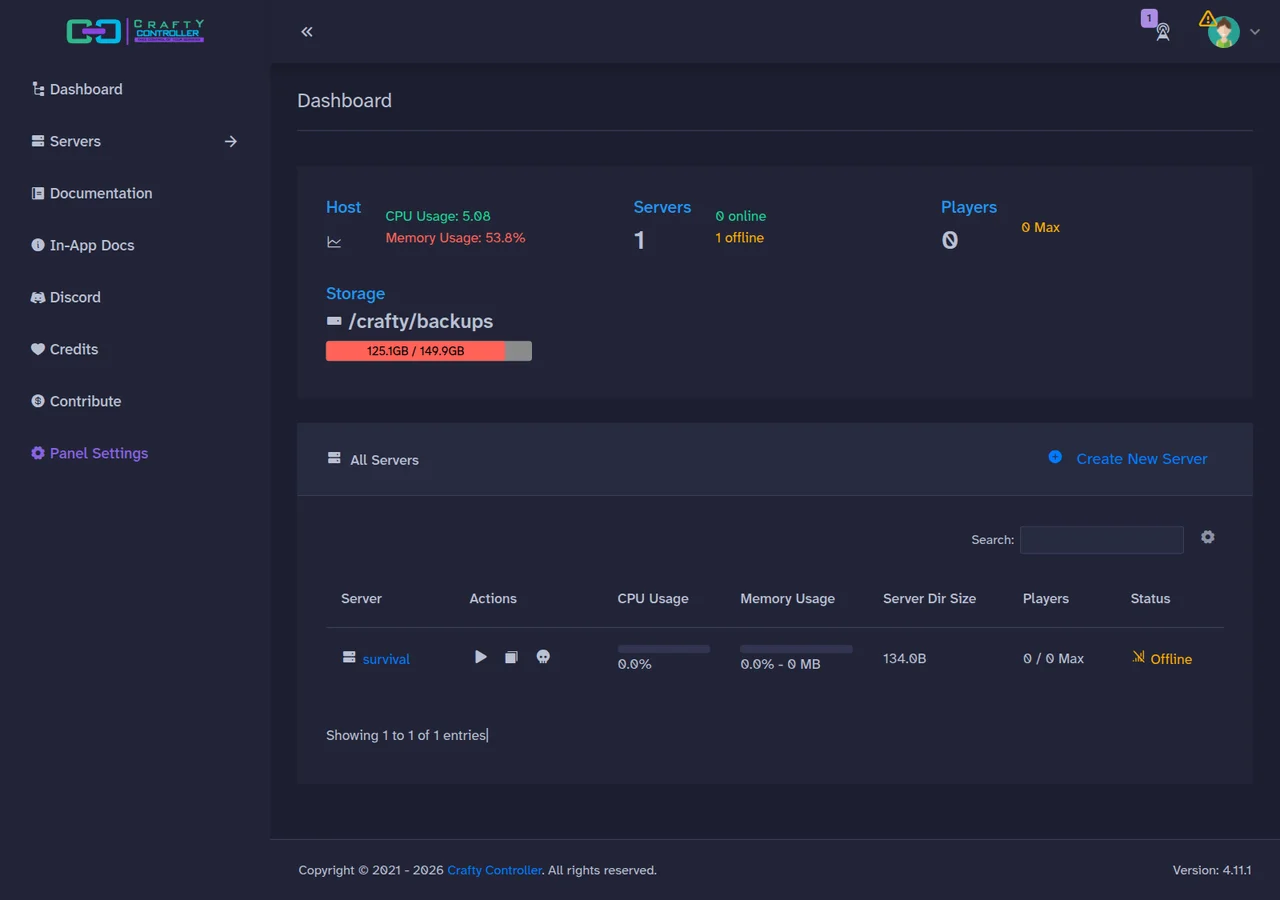 CRAFTY
CONTROLLER
1
Dashboard
Servers
Documentation
In-App Docs
Discord
Credits
Contribute
Panel Settings
Dashboard
Host
CPU Usage: 5.08
Memory Usage: 53.8%
Servers
1
0 online
1 offline
Players
0
0 Max
Storage
/crafty/backups
125.1GB / 149.9GB
All Servers
Create New Server
Search:
Server Actions CPU Usage Memory Usage Server Dir Size Players Status
survival 0.0% 0.0% - 0 MB 134.0B 0 / 0 Max Offline
Showing 1 to 1 of 1 entries
Copyright © 2021 - 2026 Crafty Controller. All rights reserved.
Version: 4.11.1